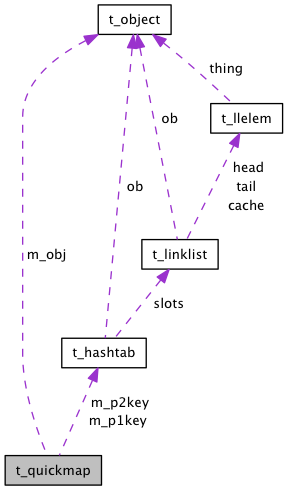 t_object
thing
t_llelem
ob
head
tail
cache
ob
m_obj
t_linklist
slots
t_hashtab
m_p2key
m_p1key
t_quickmap